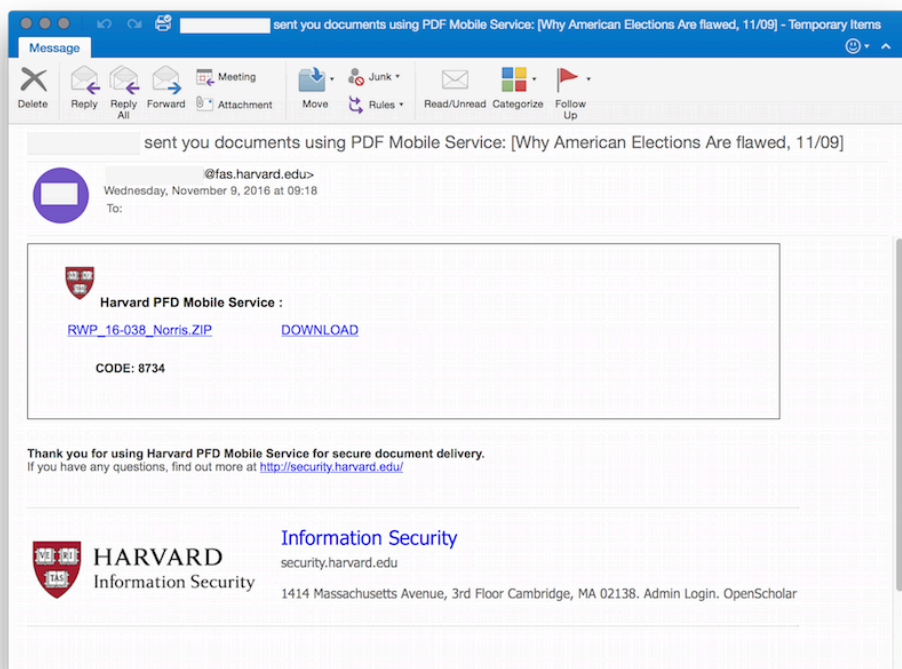 sent you documents using PDF Mobile Service: [Why American Elections Are flawed, 11/09] - Temporary Items
Message
Delete
Reply
Reply All
Forward
Meeting
Attachment
Move
Junk
Rules
Read/Unread
Categorize
Follow Up
sent you documents using PDF Mobile Service: [Why American Elections Are flawed, 11/09]
@fas.harvard.edu>
Wednesday, November 9, 2016 at 09:18
To:
Harvard PFD Mobile Service :
RWP_16-038_Norris.ZIP DOWNLOAD
CODE: 8734
Thank you for using Harvard PFD Mobile Service for secure document delivery.
If you have any questions, find out more at http://security.harvard.edu/
VE RI TAS
HARVARD
Information Security
Information Security
security.harvard.edu
1414 Massachusetts Avenue, 3rd Floor Cambridge, MA 02138. Admin Login. OpenScholar